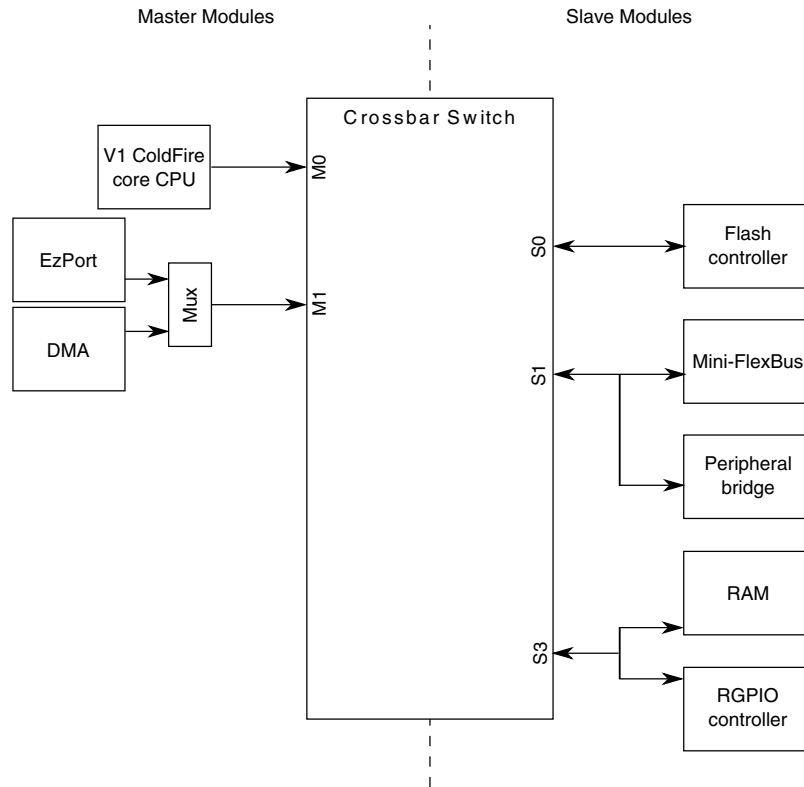 Master Modules
Slave Modules
Crossbar Switch
V1 ColdFire
core CPU
M0
EzPort
DMA
Mux
M1
S0
Flash
controller
S1
Mini-FlexBus
Peripheral
bridge
S3
RAM
RGPIO
controller